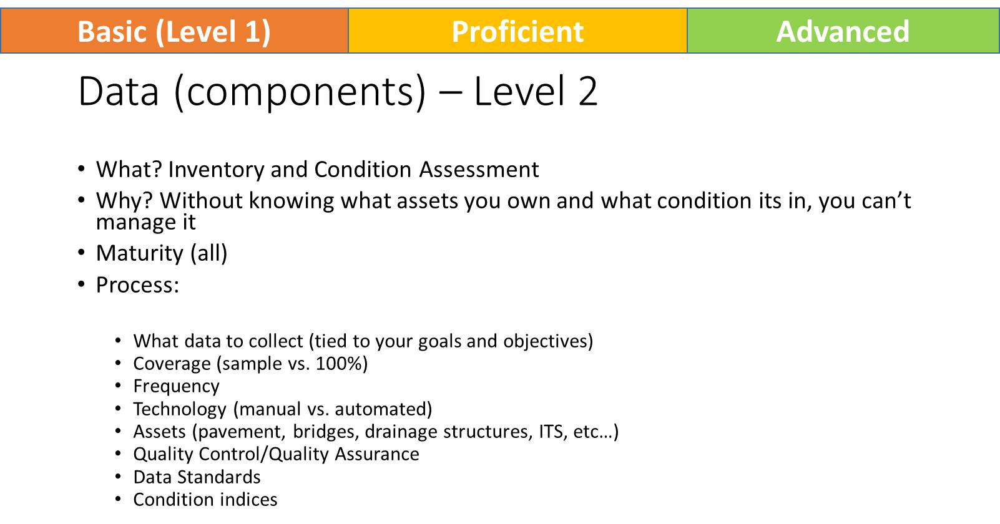 Basic (Level 1) Proficient Advanced
Data (components) – Level 2
• What? Inventory and Condition Assessment
• Why? Without knowing what assets you own and what condition its in, you can’t
manage it
• Maturity (all)
• Process:
• What data to collect (tied to your goals and objectives)
• Coverage (sample vs. 100%)
• Frequency
• Technology (manual vs. automated)
• Assets (pavement, bridges, drainage structures, ITS, etc…)
• Quality Control/Quality Assurance
• Data Standards
• Condition indices